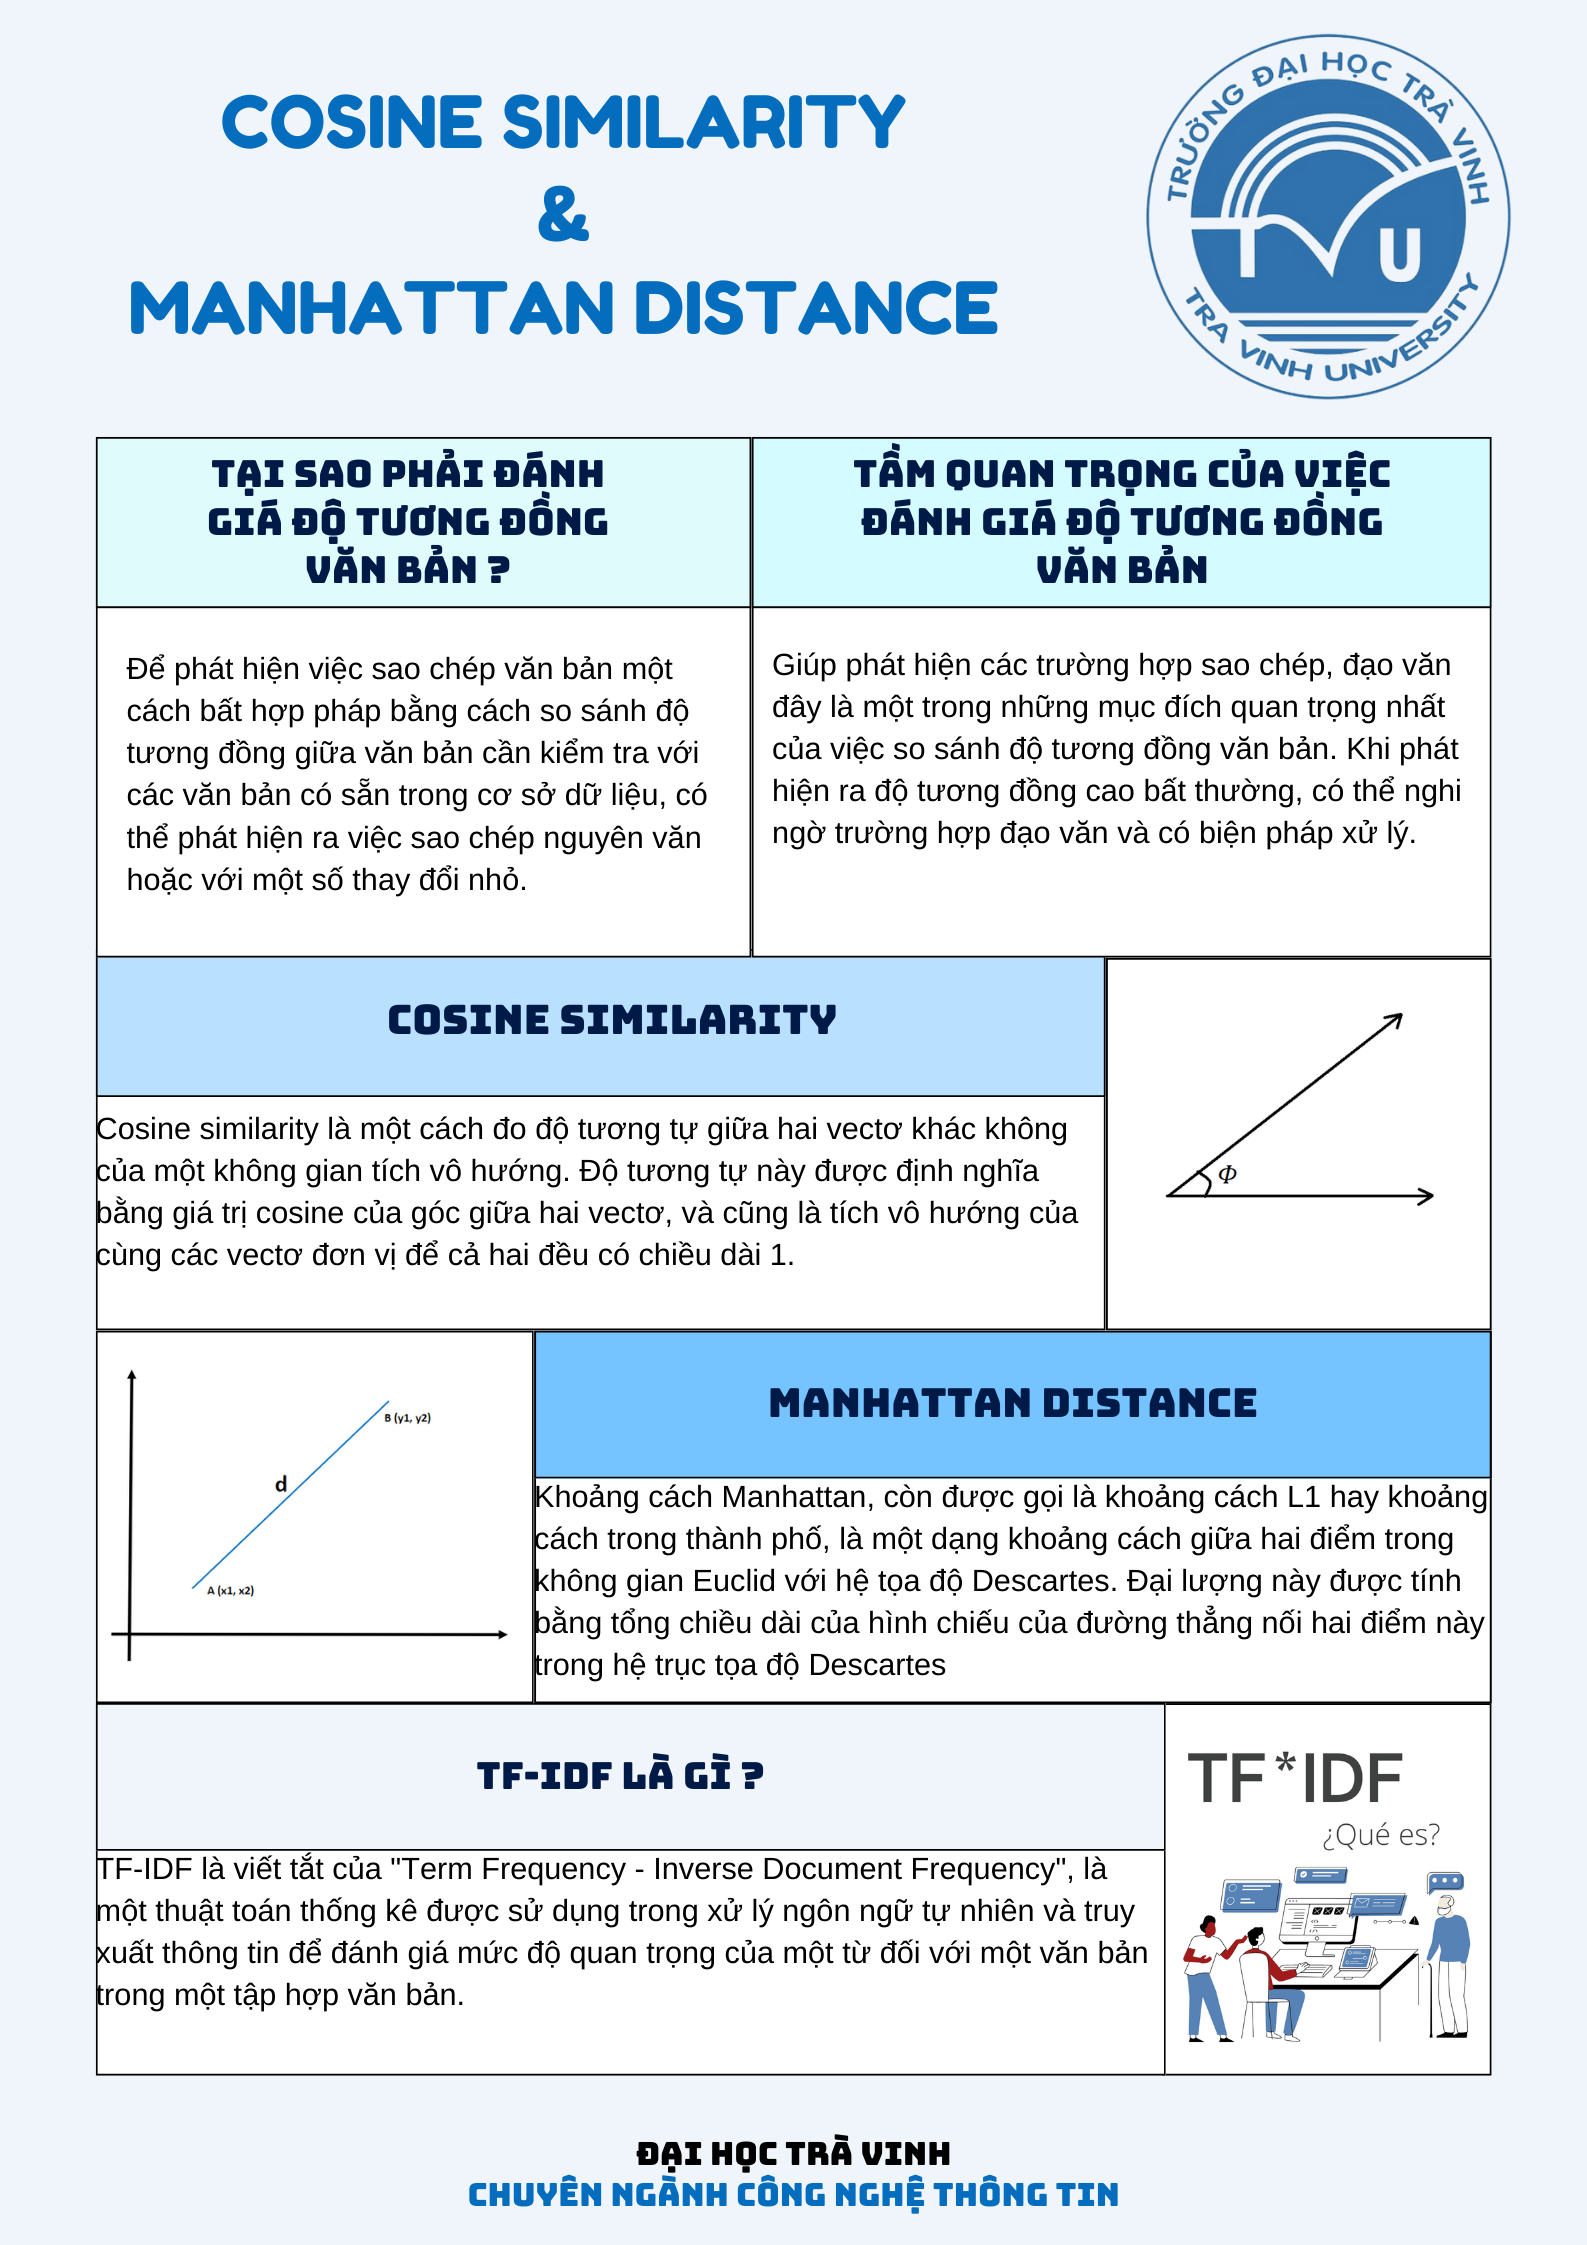 COSINE SIMILARITY
&
MANHATTAN DISTANCE
TRƯỜNG ĐẠI HỌC TRÀ VINH
TVU
TRA VINH UNIVERSITY
TẠI SAO PHẢI ĐÁNH
GIÁ ĐỘ TƯƠNG ĐỒNG
VĂN BẢN ?
Để phát hiện việc sao chép văn bản một
cách bất hợp pháp bằng cách so sánh độ
tương đồng giữa văn bản cần kiểm tra với
các văn bản có sẵn trong cơ sở dữ liệu, có
thể phát hiện ra việc sao chép nguyên văn
hoặc với một số thay đổi nhỏ.
TẦM QUAN TRỌNG CỦA VIỆC
ĐÁNH GIÁ ĐỘ TƯƠNG ĐỒNG
VĂN BẢN
Giúp phát hiện các trường hợp sao chép, đạo văn
đây là một trong những mục đích quan trọng nhất
của việc so sánh độ tương đồng văn bản. Khi phát
hiện ra độ tương đồng cao bất thường, có thể nghi
ngờ trường hợp đạo văn và có biện pháp xử lý.
COSINE SIMILARITY
Cosine similarity là một cách đo độ tương tự giữa hai vectơ khác không
của một không gian tích vô hướng. Độ tương tự này được định nghĩa
bằng giá trị cosine của góc giữa hai vectơ, và cũng là tích vô hướng của
cùng các vectơ đơn vị để cả hai đều có chiều dài 1.
Φ
B (y1, y2)
d
A (x1, x2)
MANHATTAN DISTANCE
Khoảng cách Manhattan, còn được gọi là khoảng cách L1 hay khoảng
cách trong thành phố, là một dạng khoảng cách giữa hai điểm trong
không gian Euclid với hệ tọa độ Descartes. Đại lượng này được tính
bằng tổng chiều dài của hình chiếu của đường thẳng nối hai điểm này
trong hệ trục tọa độ Descartes
TF-IDF LÀ GÌ ?
TF-IDF là viết tắt của "Term Frequency - Inverse Document Frequency", là
một thuật toán thống kê được sử dụng trong xử lý ngôn ngữ tự nhiên và truy
xuất thông tin để đánh giá mức độ quan trọng của một từ đối với một văn bản
trong một tập hợp văn bản.
TF*IDF
¿Qué es?
ĐẠI HỌC TRÀ VINH
CHUYÊN NGÀNH CÔNG NGHỆ THÔNG TIN